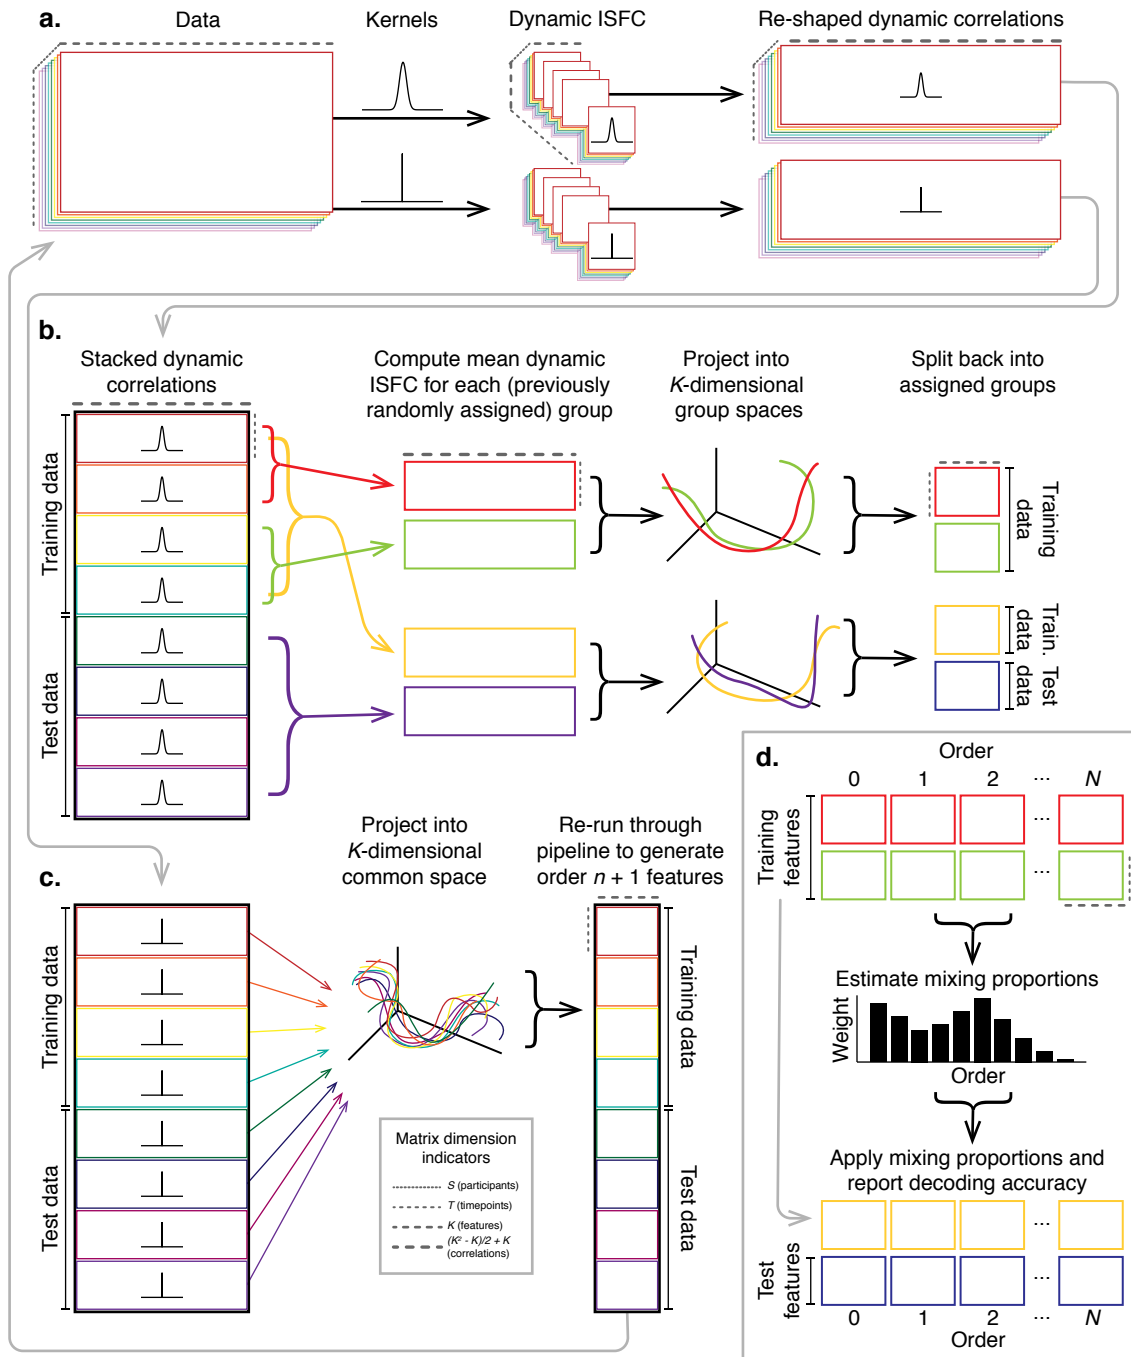 a.
Data
Kernels
Dynamic ISFC
Re-shaped dynamic correlations
b.
Stacked dynamic
correlations
Compute mean dynamic
ISFC for each (previously
randomly assigned) group
Project into
K-dimensional
group spaces
Split back into
assigned groups
Training data
Test data
Training
data
Train.
data
Test
data
c.
Project into
K-dimensional
common space
Re-run through
pipeline to generate
order n + 1 features
Training data
Test data
Training data
Test data
Matrix dimension
indicators
S (participants)
T (timepoints)
K (features)
(K² - K)/2 + K
(correlations)
d.
Order
0 1 2 ... N
Training
features
...
...
Estimate mixing proportions
Weight
Order
Apply mixing proportions and
report decoding accuracy
...
Test
features
...
0 1 2 ... N
Order